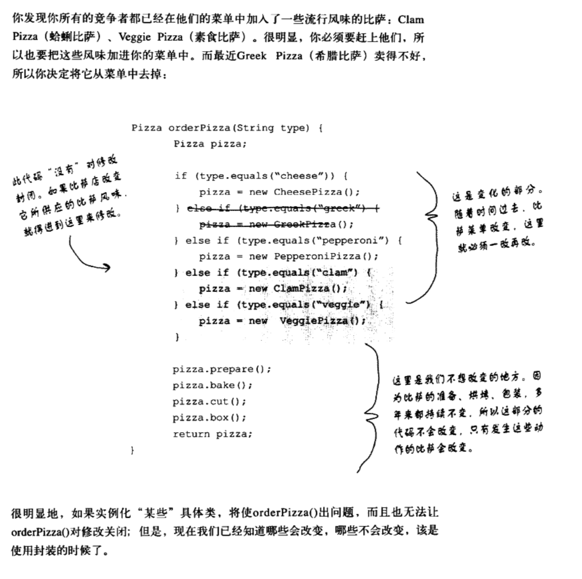 你发现你所有的竞争者都已经在他们的菜单中加入了一些流行风味的比萨：Clam
Pizza（蛤蜊比萨）、Veggie Pizza（素食比萨）。很明显，你必须要赶上他们，所
以也要把这些风味加进你的菜单中。而最近Greek Pizza（希腊比萨）卖得不好，
所以你决定将它从菜单中去掉：
Pizza orderPizza(String type) {
Pizza pizza;
此代码“没有”对修改
封闭。如果比萨店改变
它所供应的比萨风味，
就得进到这里来修改。
if (type.equals(“cheese”)) {
pizza = new CheesePizza();
} else if (type.equals(“greek”) {
pizza = new GreekPizza();
} else if (type.equals(“pepperoni”) {
pizza = new PepperoniPizza();
} else if (type.equals(“clam”) {
pizza = new ClamPizza();
} else if (type.equals(“veggie”) {
pizza = new VeggiePizza();
}
这是变化的部分。
随着时间过去，比
萨菜单改变，这里
就必须一改再改。
pizza.prepare();
pizza.bake();
pizza.cut();
pizza.box();
return pizza;
}
这里是我们不想改变的地方。因
为比萨的准备、烘烤、包装，多
年来都持续不变，所以这部分的
代码不会改变，只有发生这些动
作的比萨会改变。
很明显地，如果实例化“某些”具体类，将使orderPizza()出问题，而且也无法让
orderPizza()对修改关闭；但是，现在我们已经知道哪些会改变，哪些不会改变，该是
使用封装的时候了。